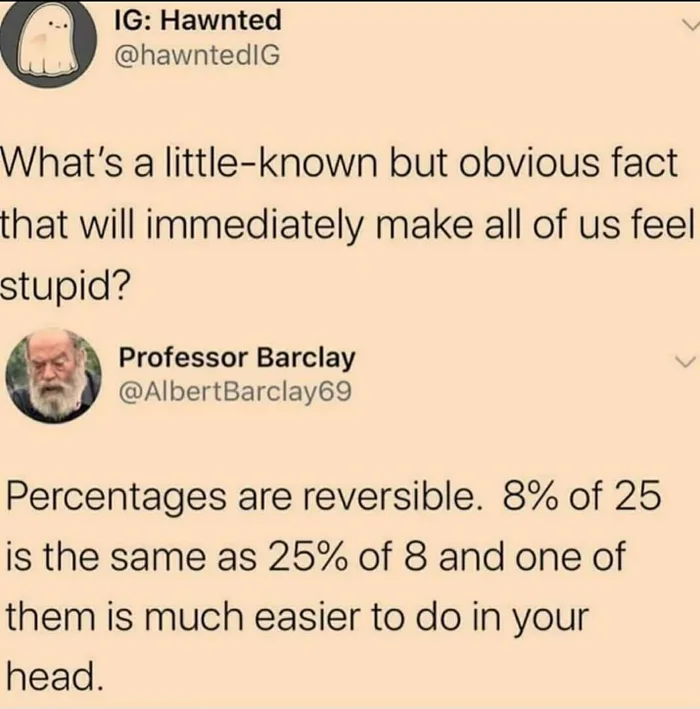 IG: Hawnted
@hawntedIG
What's a little-known but obvious fact
that will immediately make all of us feel
stupid?
Professor Barclay
@AlbertBarclay69
Percentages are reversible.  8% of 25
is the same as 25% of 8 and one of
them is much easier to do in your
head.